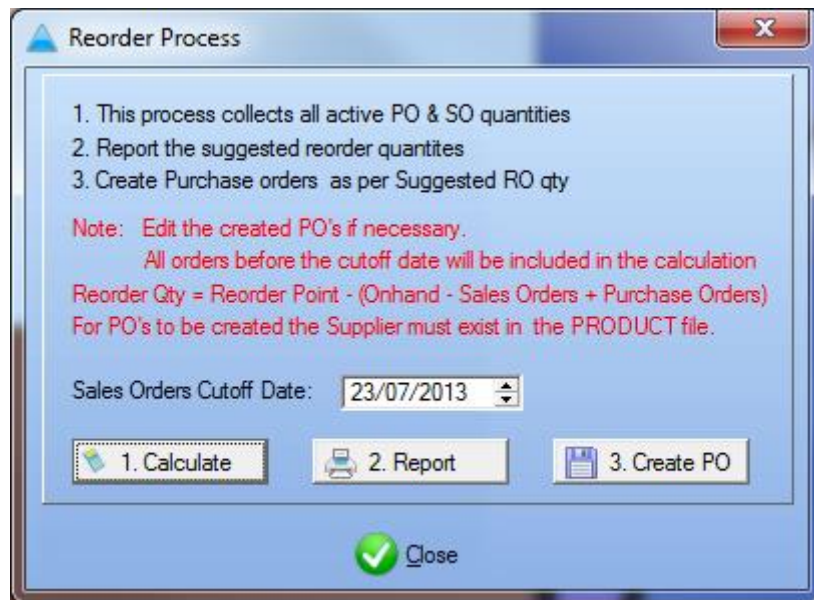 Reorder Process
1. This process collects all active PO & SO quantities
2. Report the suggested reorder quantites
3. Create Purchase orders as per Suggested RO qty
Note: Edit the created PO's if necessary.
All orders before the cutoff date will be included in the calculation
Reorder Qty = Reorder Point - (Onhand - Sales Orders + Purchase Orders)
For PO's to be created the Supplier must exist in the PRODUCT file.
Sales Orders Cutoff Date: 23/07/2013
1. Calculate 2. Report 3. Create PO
Close